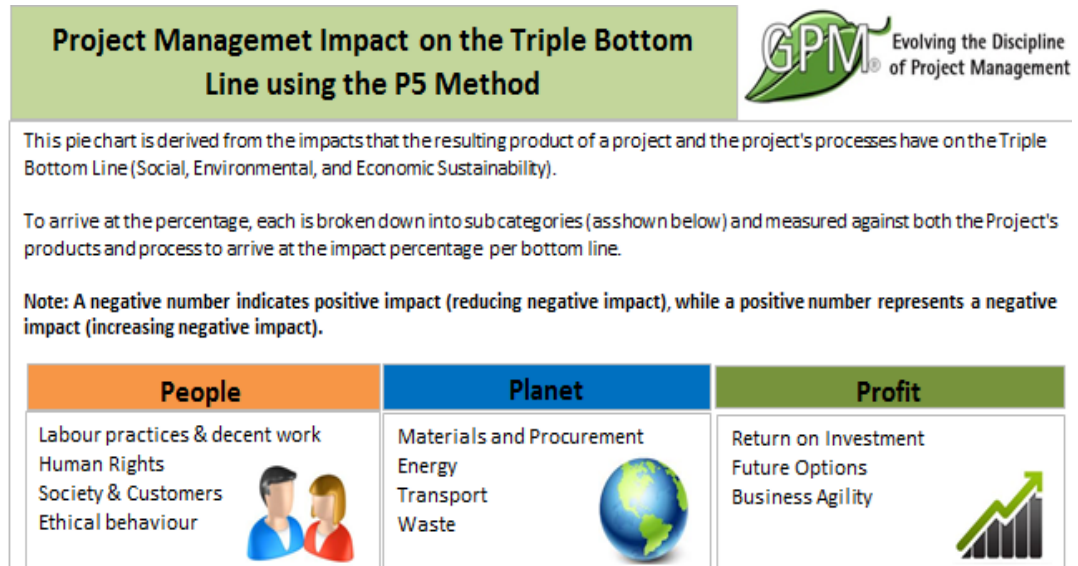 Project Managemet Impact on the Triple Bottom
Line using the P5 Method
GPM®
Evolving the Discipline
of Project Management
This pie chart is derived from the impacts that the resulting product of a project and the project's processes have on the Triple
Bottom Line (Social, Environmental, and Economic Sustainability).
To arrive at the percentage, each is broken down into sub categories (as shown below) and measured against both the Project's
products and process to arrive at the impact percentage per bottom line.
Note: A negative number indicates positive impact (reducing negative impact), while a positive number represents a negative
impact (increasing negative impact).
People
Labour practices & decent work
Human Rights
Society & Customers
Ethical behaviour
Planet
Materials and Procurement
Energy
Transport
Waste
Profit
Return on Investment
Future Options
Business Agility